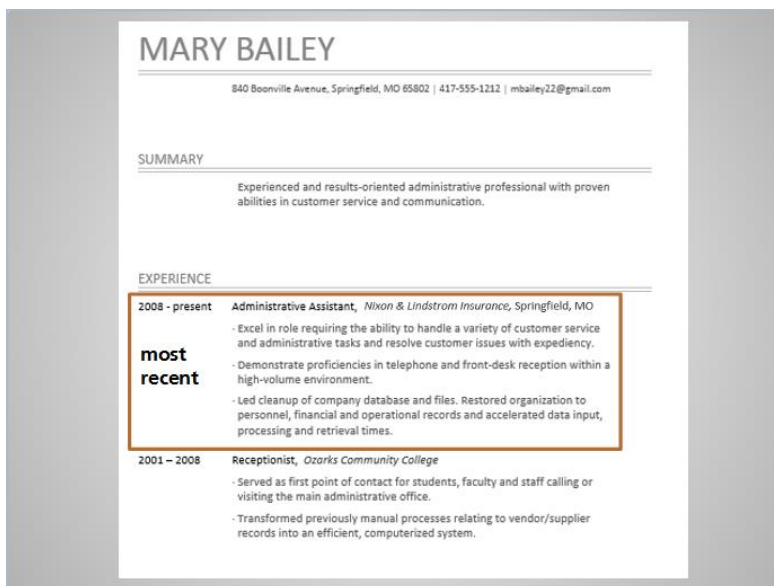 MARY BAILEY
840 Boonville Avenue, Springfield, MO 65802 | 417-555-1212 | mbailey22@gmail.com
SUMMARY
Experienced and results-oriented administrative professional with proven
abilities in customer service and communication.
EXPERIENCE
2008 - present Administrative Assistant, Nixon & Lindstrom Insurance, Springfield, MO
· Excel in role requiring the ability to handle a variety of customer service
and administrative tasks and resolve customer issues with expediency.
most
recent
· Demonstrate proficiencies in telephone and front-desk reception within a
high-volume environment.
· Led cleanup of company database and files. Restored organization to
personnel, financial and operational records and accelerated data input,
processing and retrieval times.
2001 – 2008 Receptionist, Ozarks Community College
· Served as first point of contact for students, faculty and staff calling or
visiting the main administrative office.
· Transformed previously manual processes relating to vendor/supplier
records into an efficient, computerized system.